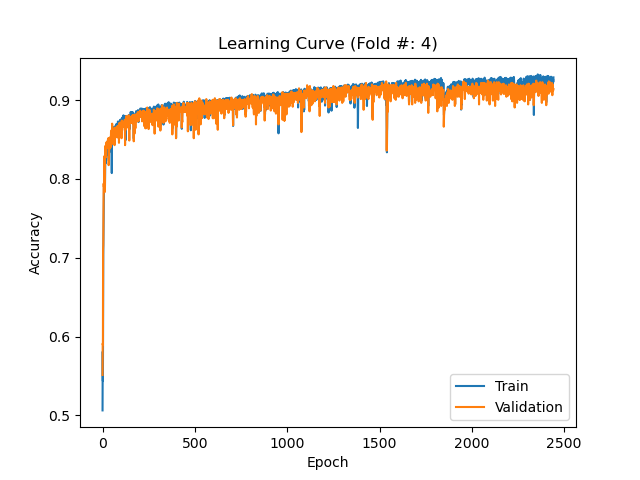 Learning Curve (Fold #: 4)
0.9
0.8
0.7
0.6
0.5
Accuracy
0
500
1000
1500
2000
2500
Epoch
Train
Validation